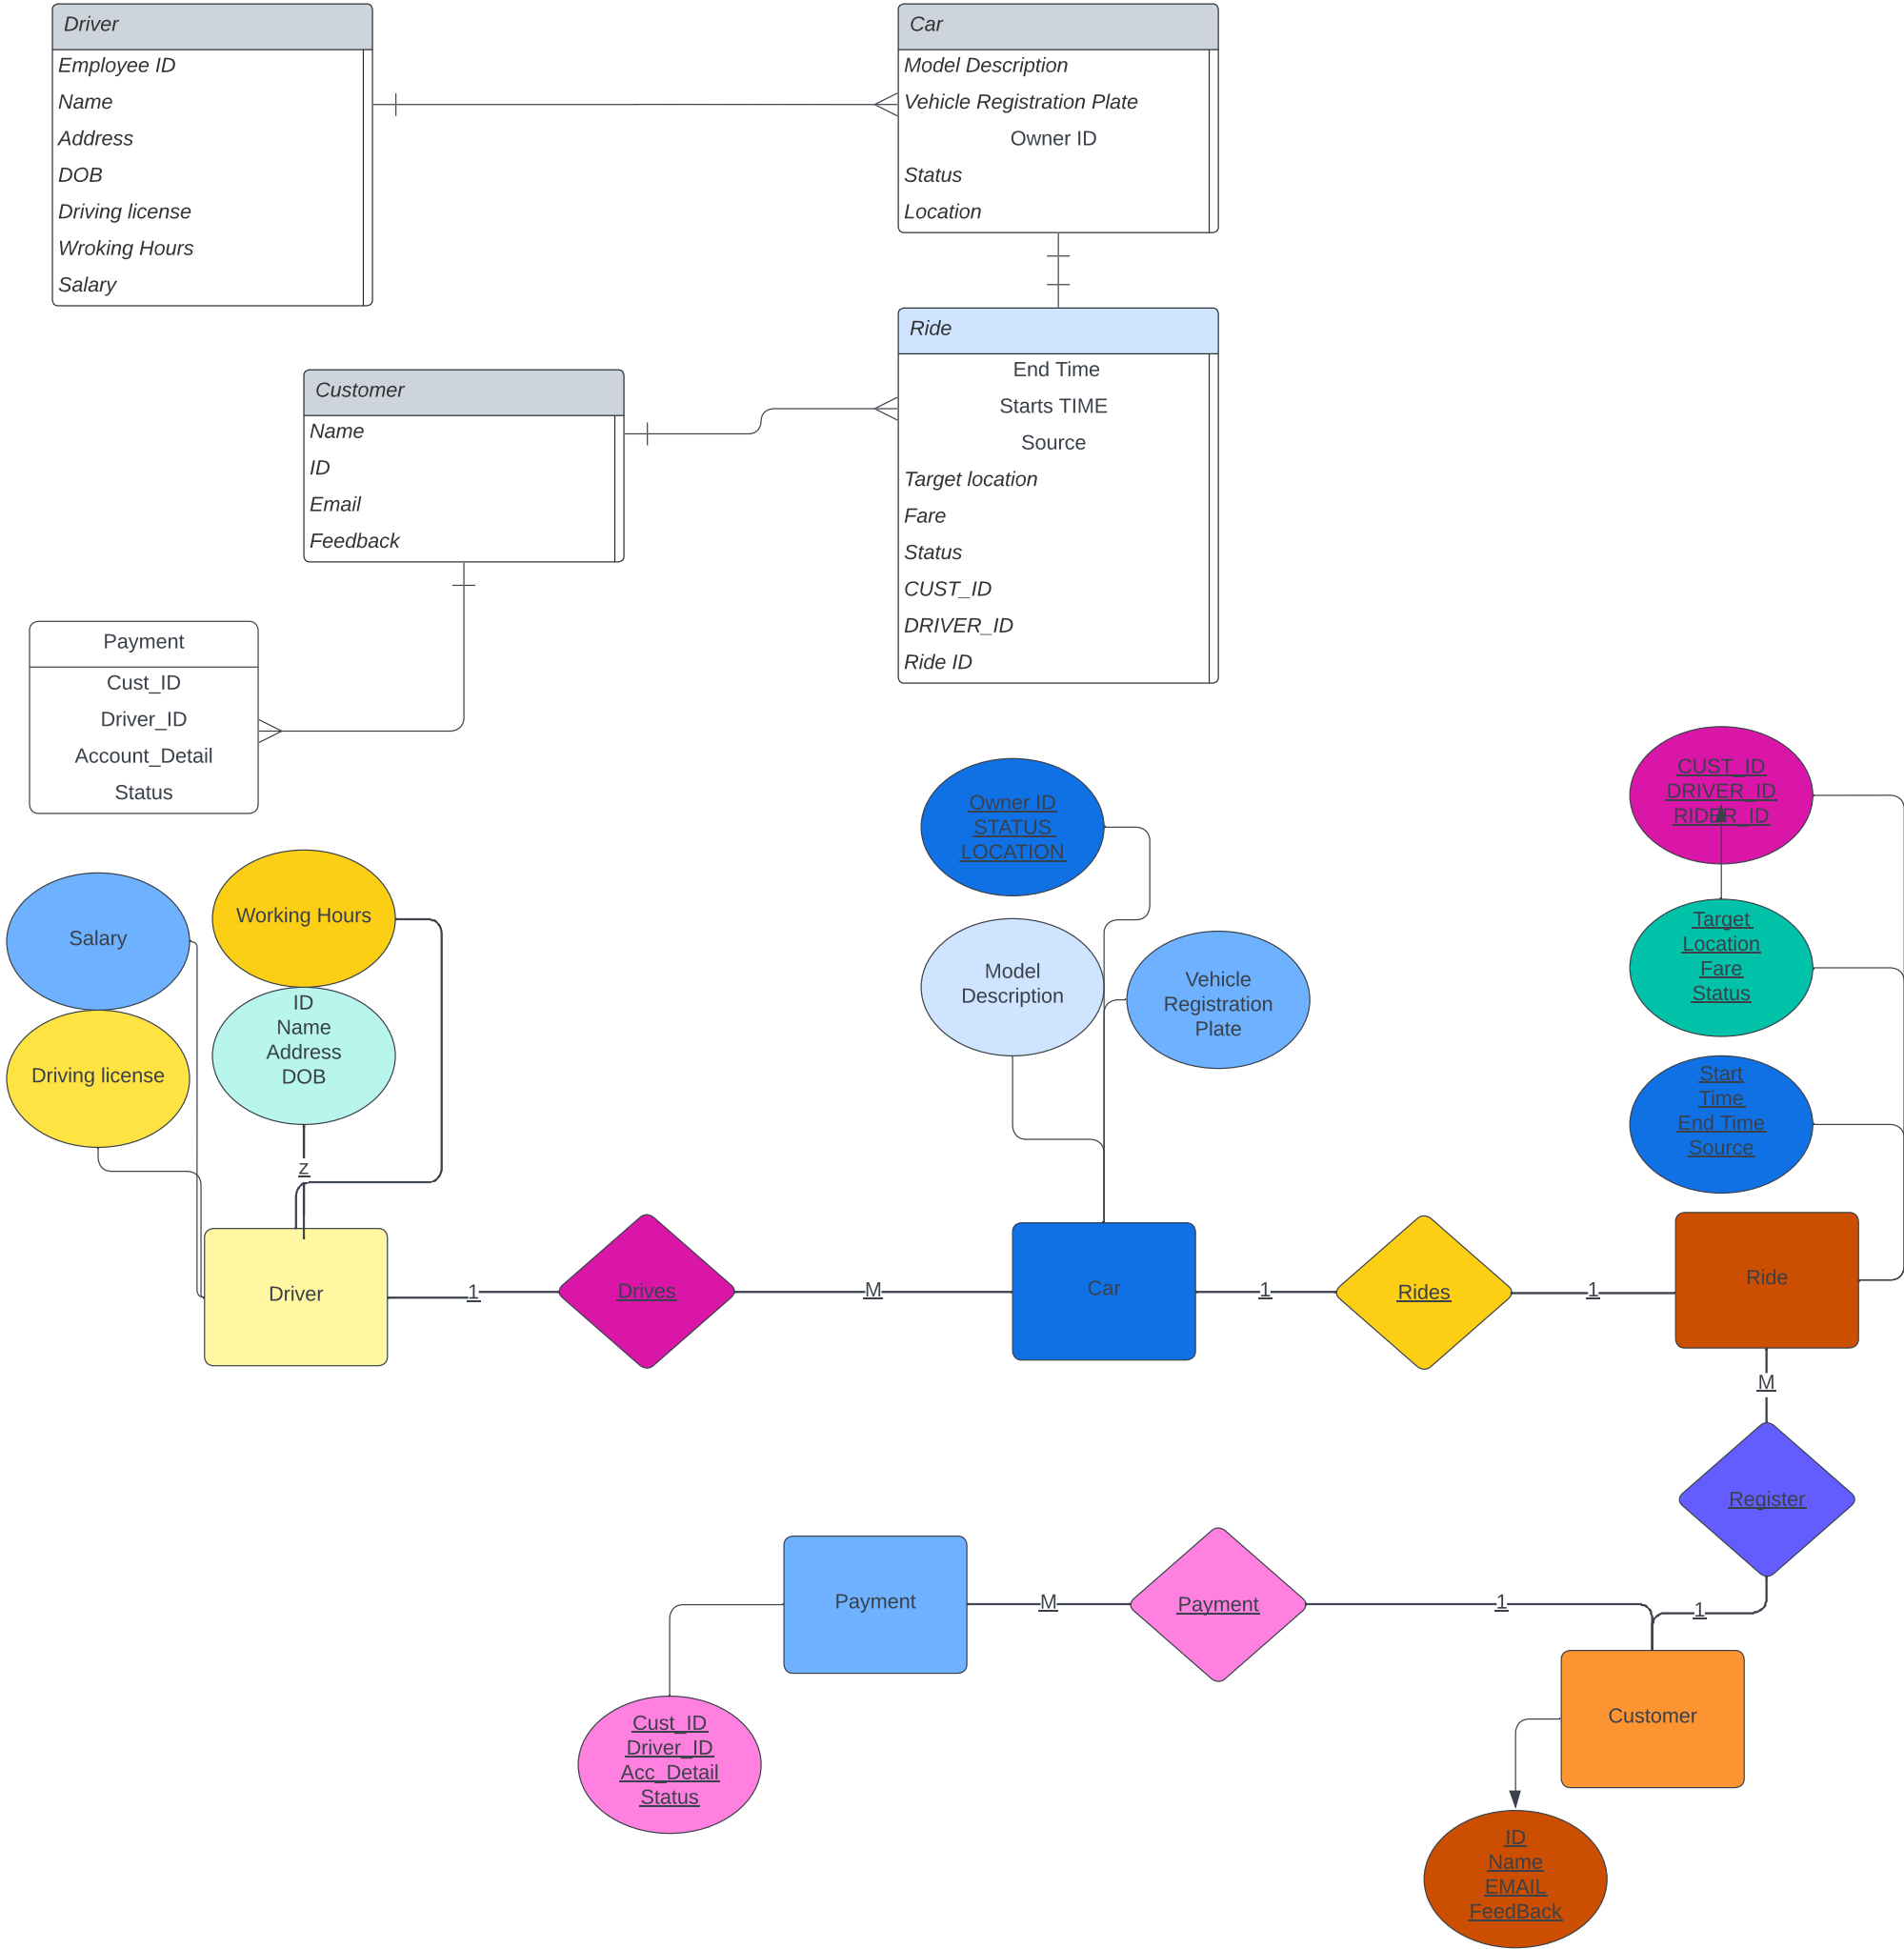 Driver
Employee ID
Name
Address
DOB
Driving license
Wroking Hours
Salary
Car
Model Description
Vehicle Registration Plate
Owner ID
Status
Location
Ride
End Time
Starts TIME
Source
Target location
Fare
Status
CUST_ID
DRIVER_ID
Ride ID
Customer
Name
ID
Email
Feedback
Payment
Cust_ID
Driver_ID
Account_Detail
Status
Owner ID
STATUS
LOCATION
CUST_ID
DRIVER_ID
RIDER_ID
Salary
Working Hours
Model
Description
Vehicle
Registration
Plate
Target
Location
Fare
Status
Driving license
ID
Name
Address
DOB
Start
Time
End Time
Source
z
Driver
1
Drives
M
Car
1
Rides
1
Ride
M
Register
Payment
M
Payment
1
1
Customer
Cust_ID
Driver_ID
Acc_Detail
Status
ID
Name
EMAIL
FeedBack